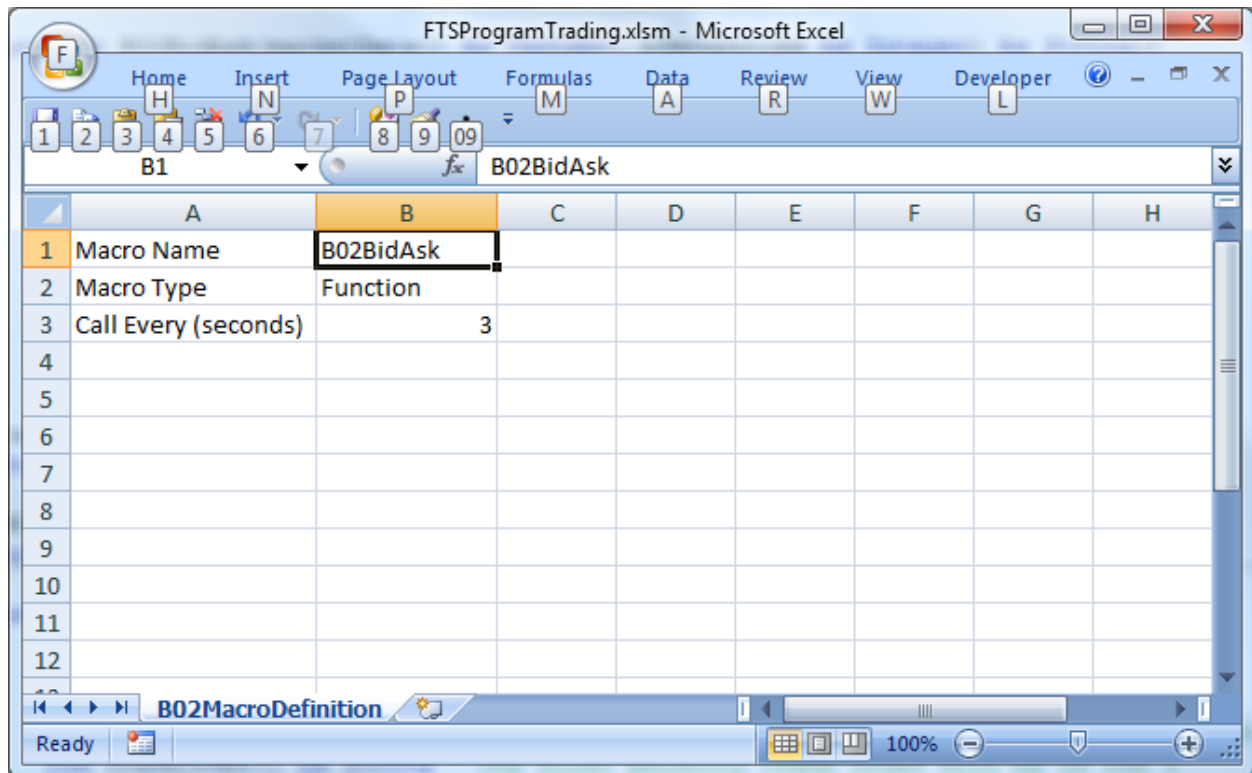 FTSProgramTrading.xlsm - Microsoft Excel
F
Home Insert Page Layout Formulas Data Review View Developer
H N P M A R W L
1 2 3 4 5 6 7 8 9 09
B1 fx B02BidAsk
A B C D E F G H
1 Macro Name B02BidAsk
2 Macro Type Function
3 Call Every (seconds) 3
4
5
6
7
8
9
10
11
12
B02MacroDefinition
Ready 100%